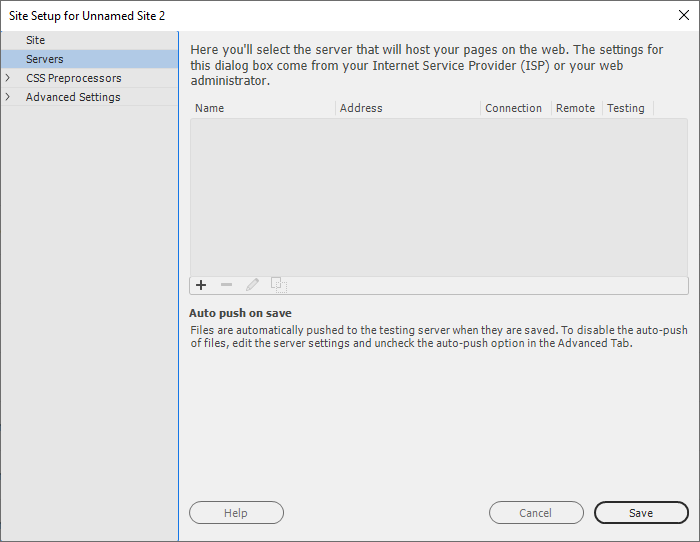 Site Setup for Unnamed Site 2
Site
Servers
CSS Preprocessors
Advanced Settings
Here you'll select the server that will host your pages on the web. The settings for
this dialog box come from your Internet Service Provider (ISP) or your web
administrator.
Name Address Connection Remote Testing
Auto push on save
Files are automatically pushed to the testing server when they are saved. To disable the auto-push
of files, edit the server settings and uncheck the auto-push option in the Advanced Tab.
Help Cancel Save